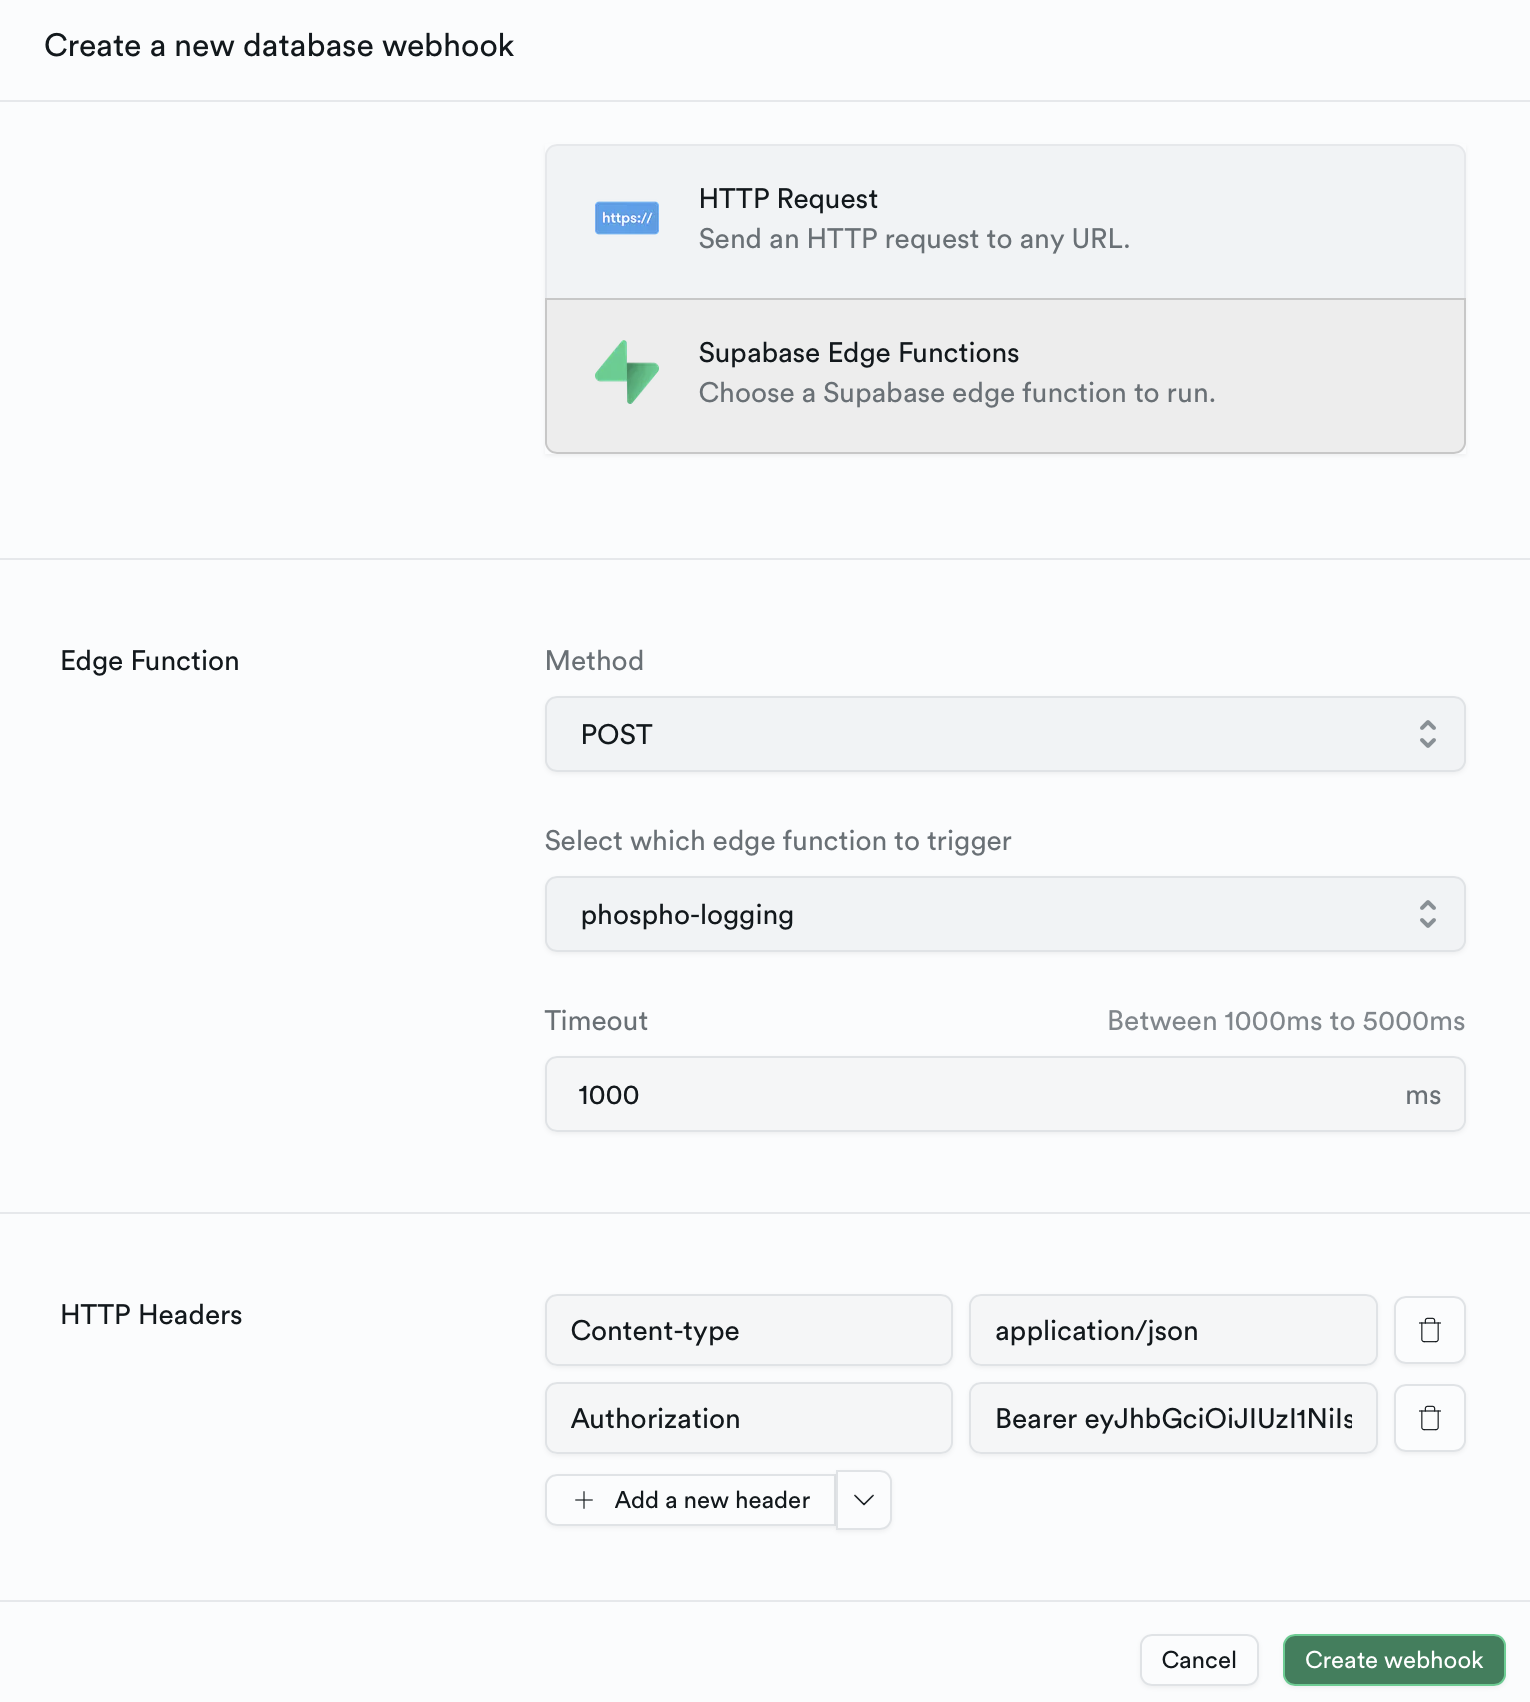 Create a new database webhook
https://
HTTP Request
Send an HTTP request to any URL.
Supabase Edge Functions
Choose a Supabase edge function to run.
Edge Function
Method
POST
Select which edge function to trigger
phospho-logging
Timeout
Between 1000ms to 5000ms
1000
ms
HTTP Headers
Content-type
application/json
Authorization
Bearer eyJhbGciOiJIUzI1NiIs
Add a new header
Cancel
Create webhook